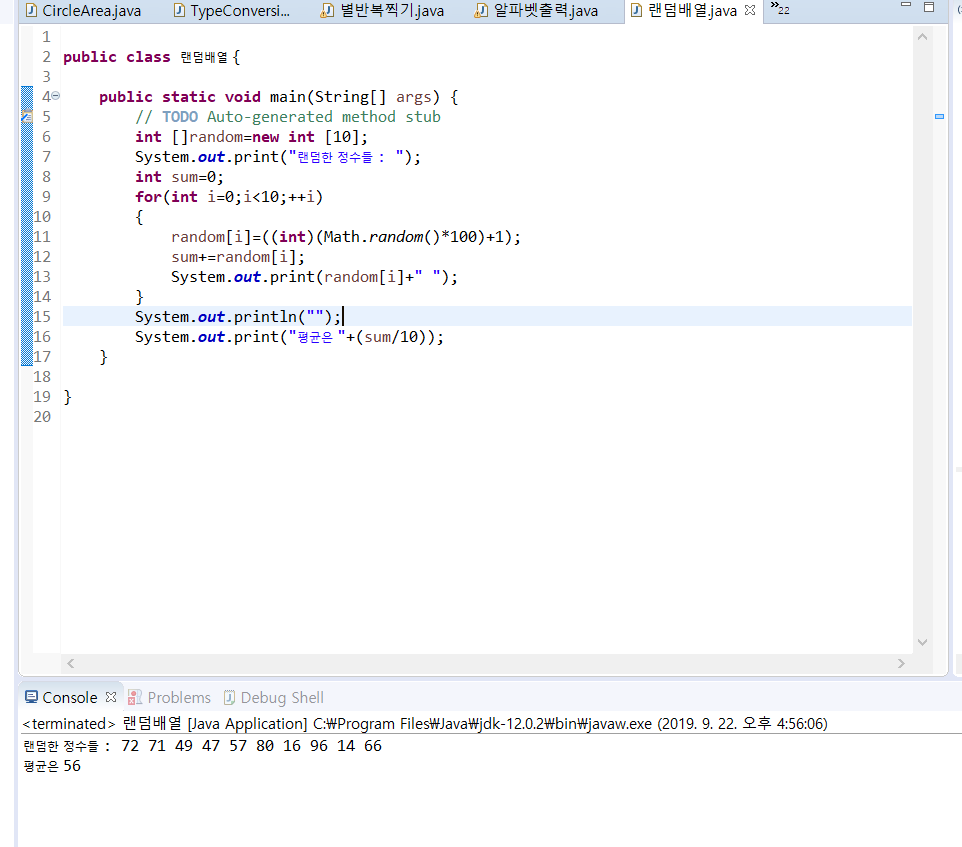 CircleArea.java TypeConversi... 별반복찍기.java 알파벳출력.java 랜덤배열.java »22
1
2 public class 랜덤배열 {
3
4 public static void main(String[] args) {
5 // TODO Auto-generated method stub
6 int []random=new int [10];
7 System.out.print("랜덤한 정수들 : ");
8 int sum=0;
9 for(int i=0;i<10;++i)
10 {
11 random[i]=((int)(Math.random()*100)+1);
12 sum+=random[i];
13 System.out.print(random[i]+" ");
14 }
15 System.out.println("");
16 System.out.print("평균은 "+(sum/10));
17 }
18
19 }
20
Console Problems Debug Shell
<terminated> 랜덤배열 [Java Application] C:₩Program Files₩Java₩jdk-12.0.2₩bin₩javaw.exe (2019. 9. 22. 오후 4:56:06)
랜덤한 정수들 : 72 71 49 47 57 80 16 96 14 66
평균은 56